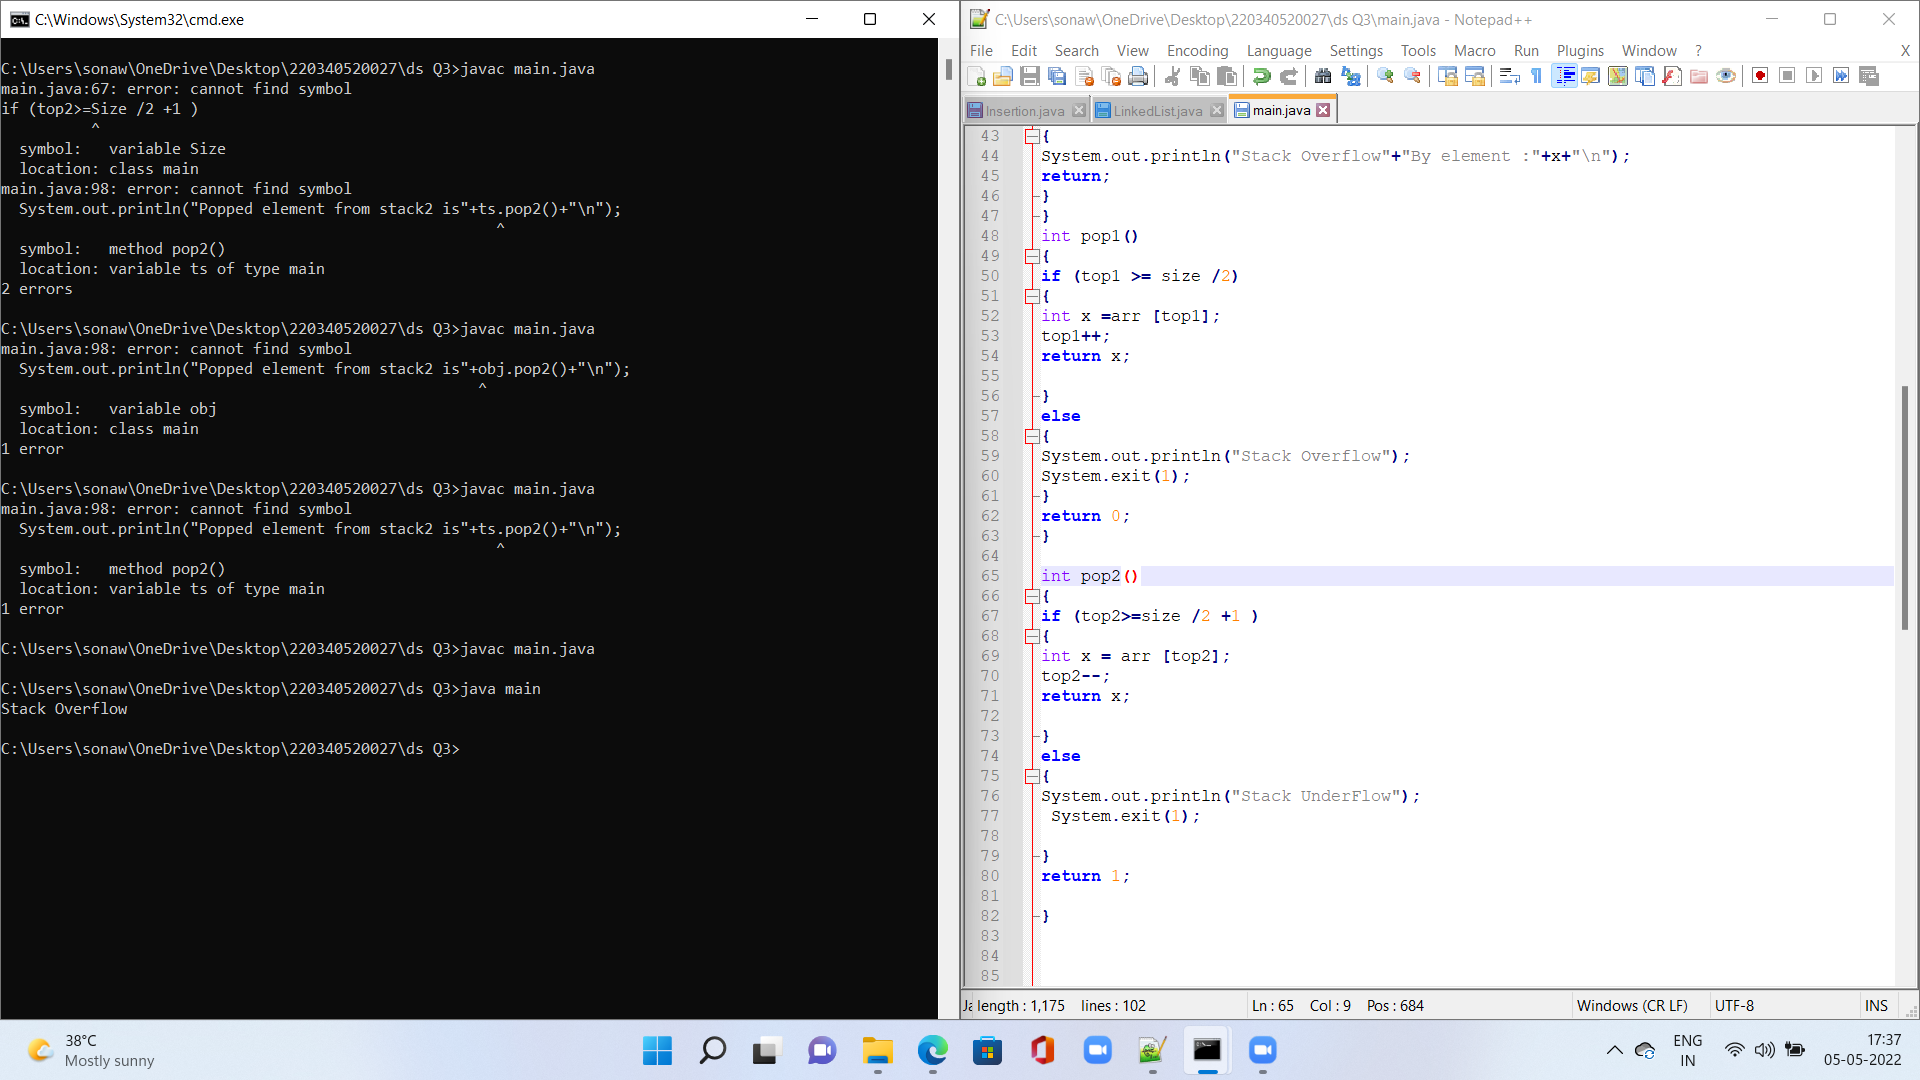 C:\Windows\System32\cmd.exe
C:\Users\sonaw\OneDrive\Desktop\220340520027\ds Q3>javac main.java
main.java:67: error: cannot find symbol
if (top2>=Size /2 +1 )
^
symbol:   variable Size
location: class main
main.java:98: error: cannot find symbol
System.out.println("Popped element from stack2 is"+ts.pop2()+"\n");
^
symbol:   method pop2()
location: variable ts of type main
2 errors
C:\Users\sonaw\OneDrive\Desktop\220340520027\ds Q3>javac main.java
main.java:98: error: cannot find symbol
System.out.println("Popped element from stack2 is"+obj.pop2()+"\n");
^
symbol:   variable obj
location: class main
1 error
C:\Users\sonaw\OneDrive\Desktop\220340520027\ds Q3>javac main.java
main.java:98: error: cannot find symbol
System.out.println("Popped element from stack2 is"+ts.pop2()+"\n");
^
symbol:   method pop2()
location: variable ts of type main
1 error
C:\Users\sonaw\OneDrive\Desktop\220340520027\ds Q3>javac main.java
C:\Users\sonaw\OneDrive\Desktop\220340520027\ds Q3>java main
Stack Overflow
C:\Users\sonaw\OneDrive\Desktop\220340520027\ds Q3>
C:\Users\sonaw\OneDrive\Desktop\220340520027\ds Q3\main.java - Notepad++
File Edit Search View Encoding Language Settings Tools Macro Run Plugins Window ? X
Insertion.java LinkedList.java main.java
43 {
44 System.out.println("Stack Overflow"+"By element :"+x+"\n");
45 return;
46 }
47 }
48 int pop1()
49 {
50 if (top1 >= size /2)
51 {
52 int x =arr [top1];
53 top1++;
54 return x;
55
56 }
57 else
58 {
59 System.out.println("Stack Overflow");
60 System.exit(1);
61 }
62 return 0;
63 }
64
65 int pop2()
66 {
67 if (top2>=size /2 +1 )
68 {
69 int x = arr [top2];
70 top2--;
71 return x;
72
73 }
74 else
75 {
76 System.out.println("Stack UnderFlow");
77 System.exit(1);
78
79 }
80 return 1;
81
82 }
83
84
85
Ja length : 1,175 lines : 102 Ln : 65 Col : 9 Pos : 684 Windows (CR LF) UTF-8 INS
38°C
Mostly sunny
ENG
IN
17:37
05-05-2022